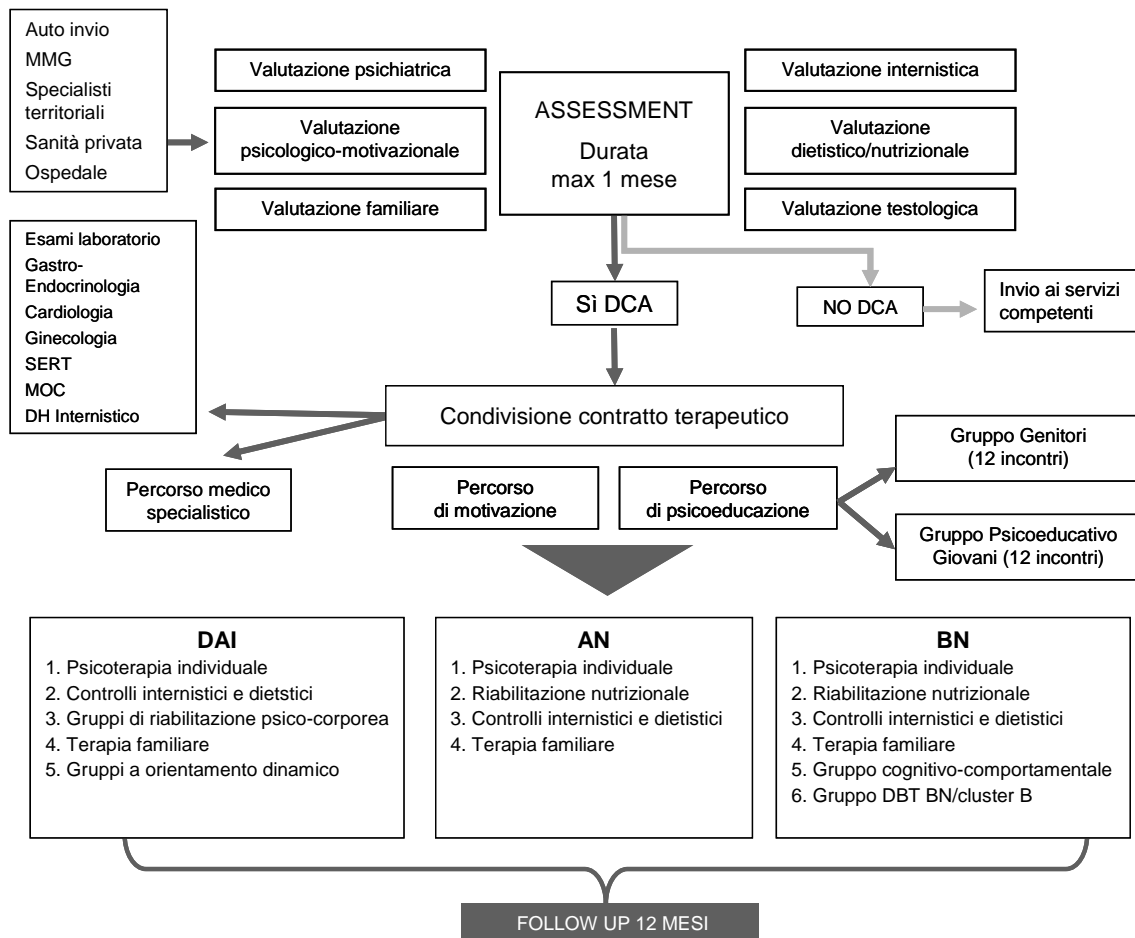 Auto invio
MMG
Specialisti
territoriali
Sanità privata
Ospedale
Valutazione psichiatrica
Valutazione
psicologico-motivazionale
Valutazione familiare
ASSESSMENT
Durata
max 1 mese
Valutazione internistica
Valutazione
dietistico/nutrizionale
Valutazione testologica
Esami laboratorio
Gastro-
Endocrinologia
Cardiologia
Ginecologia
SERT
MOC
DH Internistico
Sì DCA
NO DCA
Invio ai servizi
competenti
Condivisione contratto terapeutico
Percorso medico
specialistico
Percorso
di motivazione
Percorso
di psicoeducazione
Gruppo Genitori
(12 incontri)
Gruppo Psicoeducativo
Giovani (12 incontri)
DAI
1. Psicoterapia individuale
2. Controlli internistici e dietstici
3. Gruppi di riabilitazione psico-corporea
4. Terapia familiare
5. Gruppi a orientamento dinamico
AN
1. Psicoterapia individuale
2. Riabilitazione nutrizionale
3. Controlli internistici e dietistici
4. Terapia familiare
BN
1. Psicoterapia individuale
2. Riabilitazione nutrizionale
3. Controlli internistici e dietistici
4. Terapia familiare
5. Gruppo cognitivo-comportamentale
6. Gruppo DBT BN/cluster B
FOLLOW UP 12 MESI